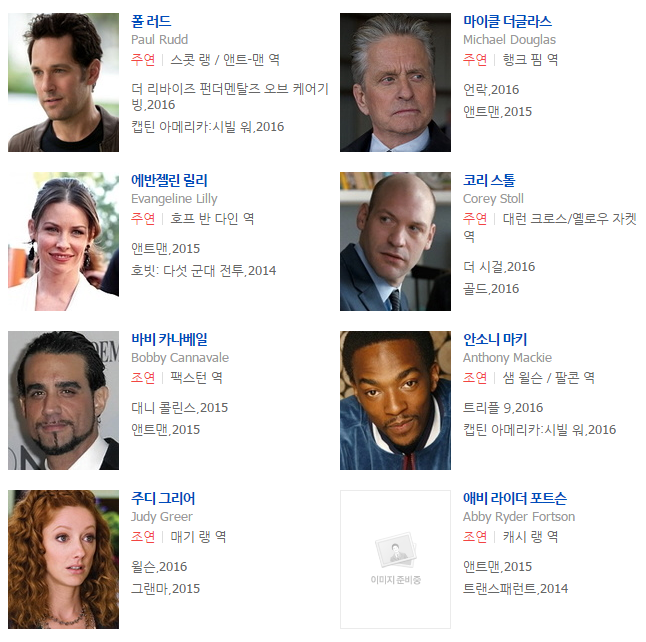 폴 러드
Paul Rudd
주연 | 스콧 랭 / 앤트-맨 역
더 리바이즈 펀더멘탈즈 오브 케어기
빙,2016
캡틴 아메리카:시빌 워,2016
마이클 더글라스
Michael Douglas
주연 | 행크 핌 역
언락,2016
앤트맨,2015
에반젤린 릴리
Evangeline Lilly
주연 | 호프 반 다인 역
앤트맨,2015
호빗: 다섯 군대 전투,2014
코리 스톨
Corey Stoll
주연 | 대런 크로스/옐로우 자켓
역
더 시걸,2016
골드,2016
바비 카나베일
Bobby Cannavale
조연 | 팩스턴 역
대니 콜린스,2015
앤트맨,2015
안소니 마키
Anthony Mackie
조연 | 샘 윌슨 / 팔콘 역
트리플 9,2016
캡틴 아메리카:시빌 워,2016
주디 그리어
Judy Greer
조연 | 매기 랭 역
윌슨,2016
그랜마,2015
이미지 준비중
애비 라이더 포트슨
Abby Ryder Fortson
조연 | 캐시 랭 역
앤트맨,2015
트랜스패런트,2014